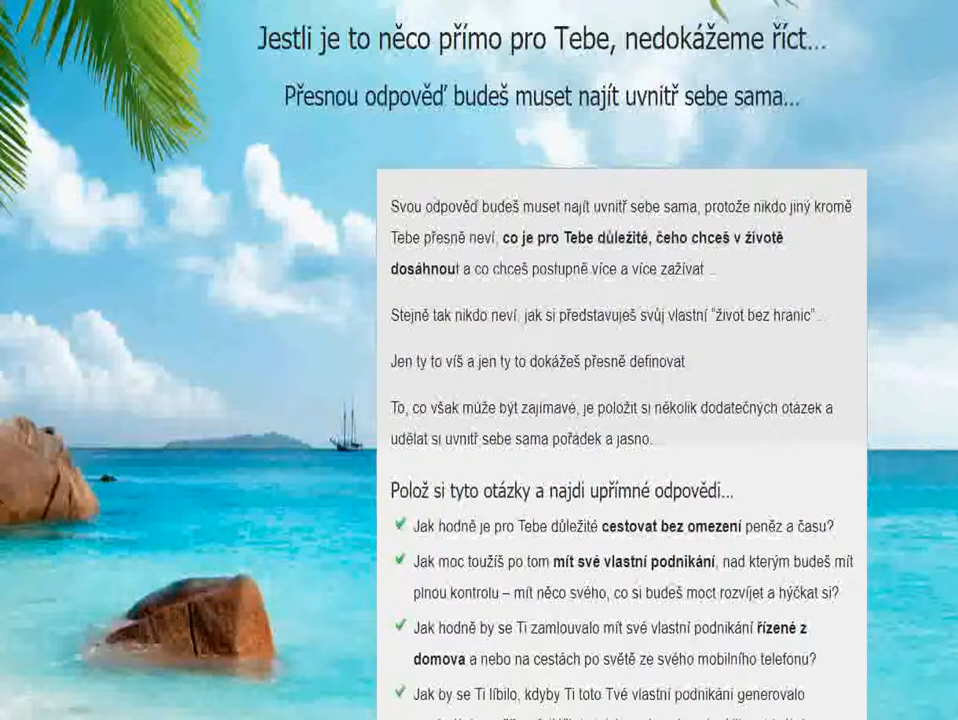 Jestli je to něco přímo pro Tebe, nedokážeme říct...
Přesnou odpověď budeš muset najít uvnitř sebe sama...
Svou odpověď budeš muset najít uvnitř sebe sama, protože nikdo jiný kromě
Tebe přesně neví, co je pro Tebe důležité, čeho chceš v životě
dosáhnout a co chceš postupně více a více zažívat ...
Stejně tak nikdo neví, jak si představuješ svůj vlastní "život bez hranic"...
Jen ty to víš a jen ty to dokážeš přesně definovat
To, co však může být zajímavé, je položit si několik dodatečných otázek a
udělat si uvnitř sebe sama pořádek a jasno...
Polož si tyto otázky a najdi upřímné odpovědi...
Jak hodně je pro Tebe důležité cestovat bez omezení peněz a času?
Jak moc toužíš po tom mít své vlastní podnikání, nad kterým budeš mít
plnou kontrolu – mít něco svého, co si budeš moct rozvíjet a hýčkat si?
Jak hodně by se Ti zamlouvalo mít své vlastní podnikání řízené z
domova a nebo na cestách po světě ze svého mobilního telefonu?
Jak by se Ti líbilo, kdyby Ti toto Tvé vlastní podnikání generovalo